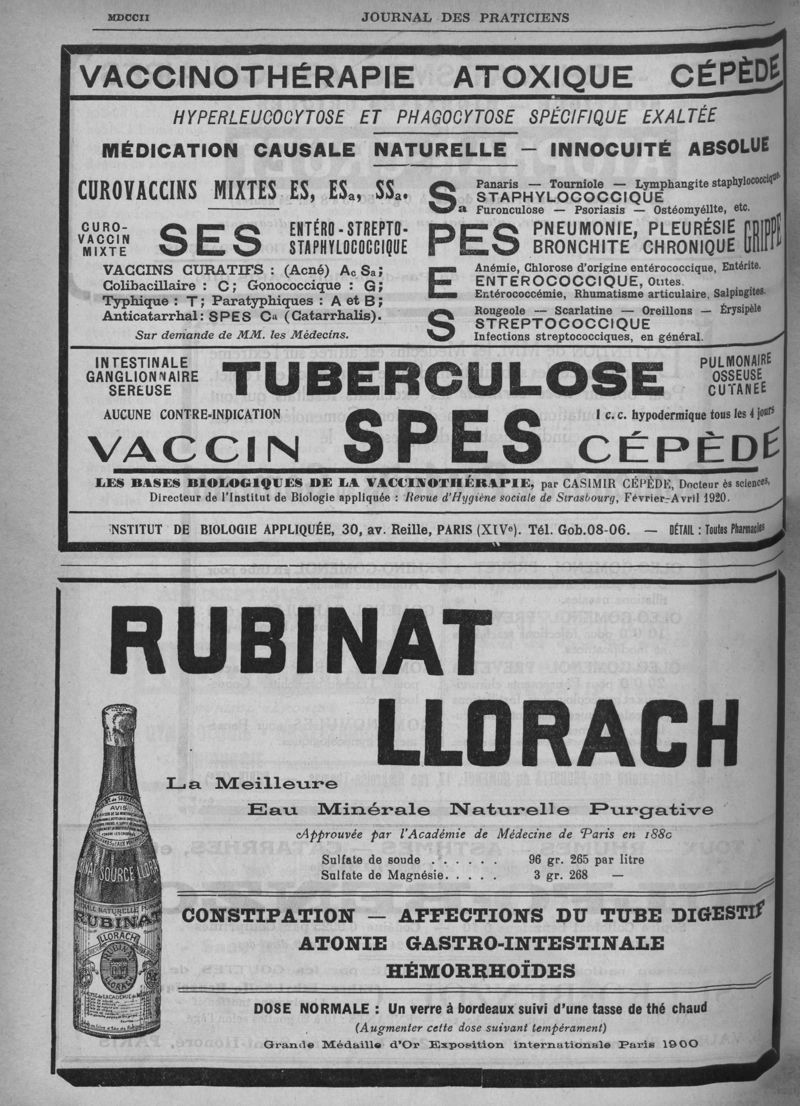 MDCCII JOURNAL DES PRATICIENS
VACCINOTHÉRAPIE ATOXIQUE CÉPÈDE
HYPERLEUCOCYTOSE ET PHAGOCYTOSE SPÉCIFIQUE EXALTÉE
MÉDICATION CAUSALE NATURELLE — INNOCUITÉ ABSOLUE
CUROVACCINS MIXTES ES, ESa, SSa.
CURO-
VACCIN
MIXTE
SES
ENTÉRO-STREPTO-
STAPHYLOCOCCIQUE
VACCINS CURATIFS : (Acné) Ac Sa;
Colibacillaire : C; Gonococcique : G;
Typhique : T; Paratyphiques : A et B;
Anticatarrhal: SPES Ca (Catarrhalis).
Sur demande de MM. les Médecins.
Sa
Panaris — Tourniole — Lymphangite staphylococcique.
STAPHYLOCOCCIQUE
Furonculose — Psoriasis — Ostéomyélite, etc.
PES
PNEUMONIE, PLEURÉSIE
BRONCHITE CHRONIQUE
GRIPPE
E
Anémie, Chlorose d'origine entérococcique, Entérite.
ENTEROCOCCIQUE, Otites.
Entérococcémie, Rhumatisme articulaire, Salpingites.
S
Rougeole — Scarlatine — Oreillons — Érysipèle
STREPTOCOCCIQUE
Infections streptococciques, en général.
INTESTINALE
GANGLIONNAIRE
SEREUSE
TUBERCULOSE
PULMONAIRE
OSSEUSE
CUTANEE
AUCUNE CONTRE-INDICATION
1 c. c. hypodermique tous les 4 jours
VACCIN SPES CÉPÈDE
LES BASES BIOLOGIQUES DE LA VACCINOTHÉRAPIE, par CASIMIR CÉPÈDE, Docteur ès sciences,
Directeur de l'Institut de Biologie appliquée : Revue d'Hygiène sociale de Strasbourg, Février-Avril 1920.
NSTITUT DE BIOLOGIE APPLIQUÉE, 30, av. Reille, PARIS (XIVe). Tél. Gob.08-06. — DÉTAIL : Toutes Pharmacies
RUBINAT
LLORACH
La Meilleure
Eau Minérale Naturelle Purgative
Approuvée par l'Académie de Médecine de Paris en 1880
Sulfate de soude . . . . . . 96 gr. 265 par litre
Sulfate de Magnésie. . . . . 3 gr. 268 —
AVIS
SOURCE LLORA
RUBINAT
LLORACH
RUBINAT
LLORACH
CONSTIPATION — AFFECTIONS DU TUBE DIGESTIF
ATONIE GASTRO-INTESTINALE
HÉMORRHOÏDES
DOSE NORMALE : Un verre à bordeaux suivi d'une tasse de thé chaud
(Augmenter cette dose suivant tempérament)
Grande Médaille d'Or Exposition internationale Paris 1900